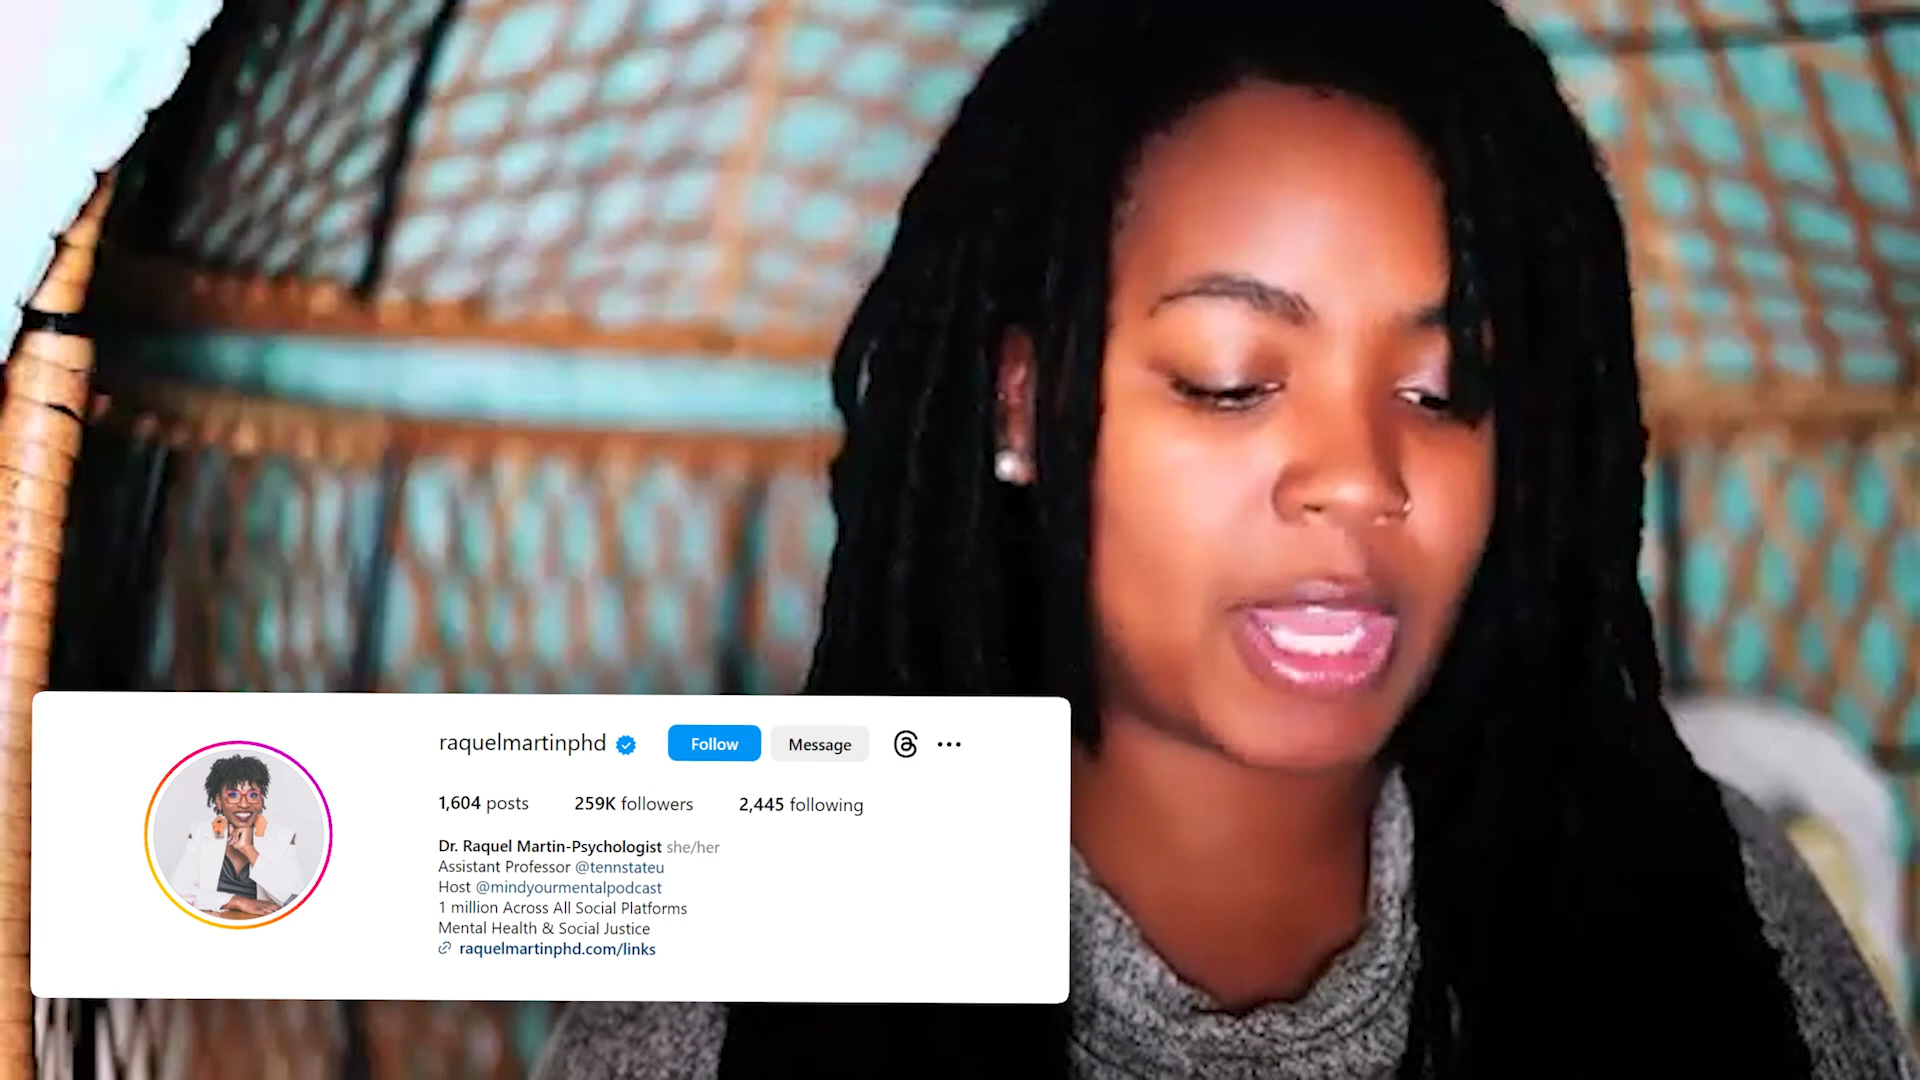 raquelmartinphd Follow Message
1,604 posts 259K followers 2,445 following
Dr. Raquel Martin-Psychologist she/her
Assistant Professor @tennstateu
Host @mindyourmentalpodcast
1 million Across All Social Platforms
Mental Health & Social Justice
raquelmartinphd.com/links